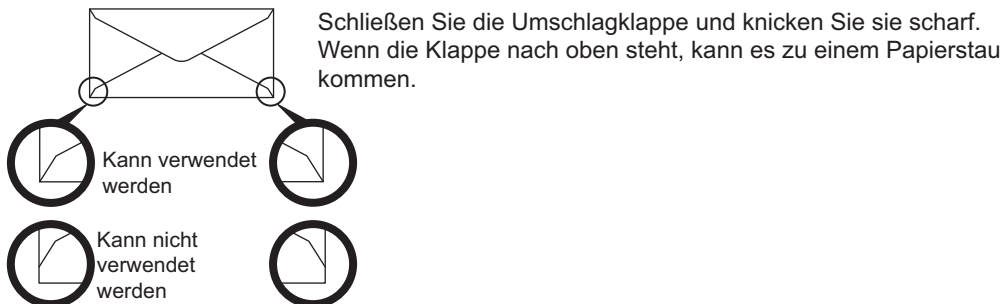 Schließen Sie die Umschlagklappe und knicken Sie sie scharf.
Wenn die Klappe nach oben steht, kann es zu einem Papierstau
kommen.
Kann verwendet
werden
Kann nicht
verwendet
werden